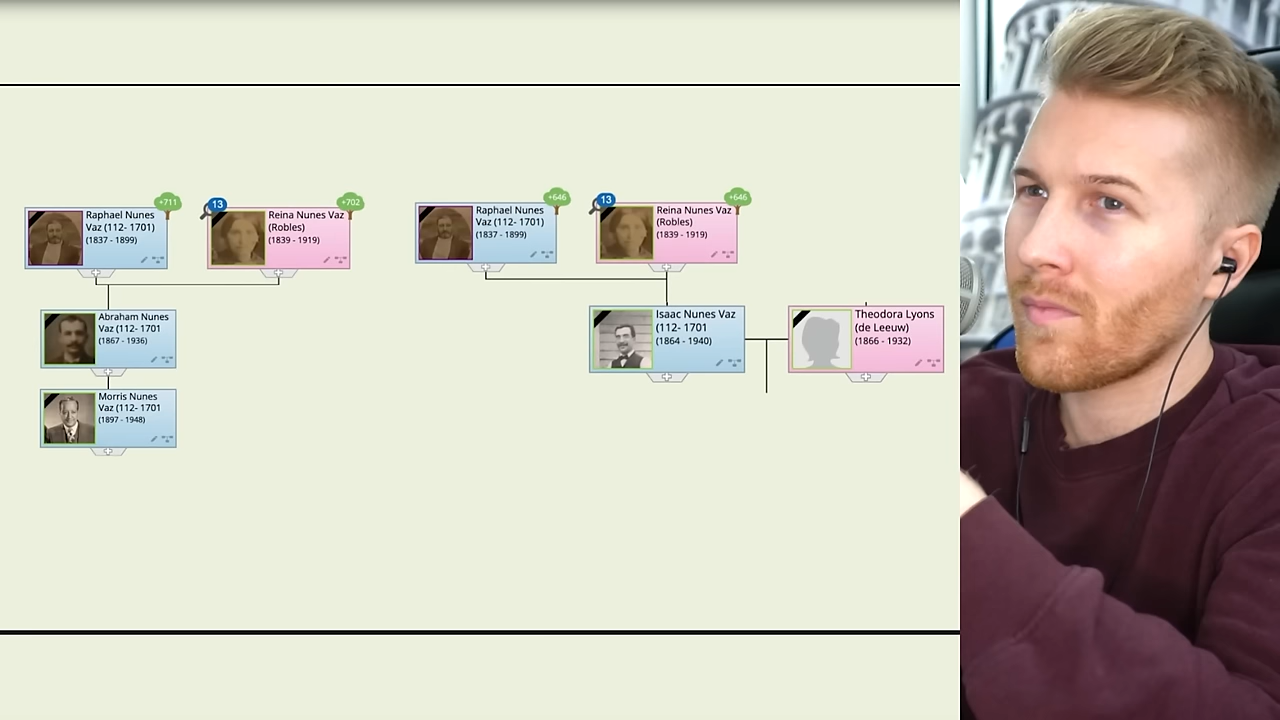 +711
Raphael Nunes
Vaz (112- 1701)
(1837 - 1899)
13
+702
Reina Nunes Vaz
(Robles)
(1839 - 1919)
+646
Raphael Nunes
Vaz (112- 1701)
(1837 - 1899)
13
+646
Reina Nunes Vaz
(Robles)
(1839 - 1919)
Abraham Nunes
Vaz (112- 1701
(1867 - 1936)
Isaac Nunes Vaz
(112- 1701
(1864 - 1940)
Theodora Lyons
(de Leeuw)
(1866 - 1932)
Morris Nunes
Vaz (112- 1701
(1897 - 1948)